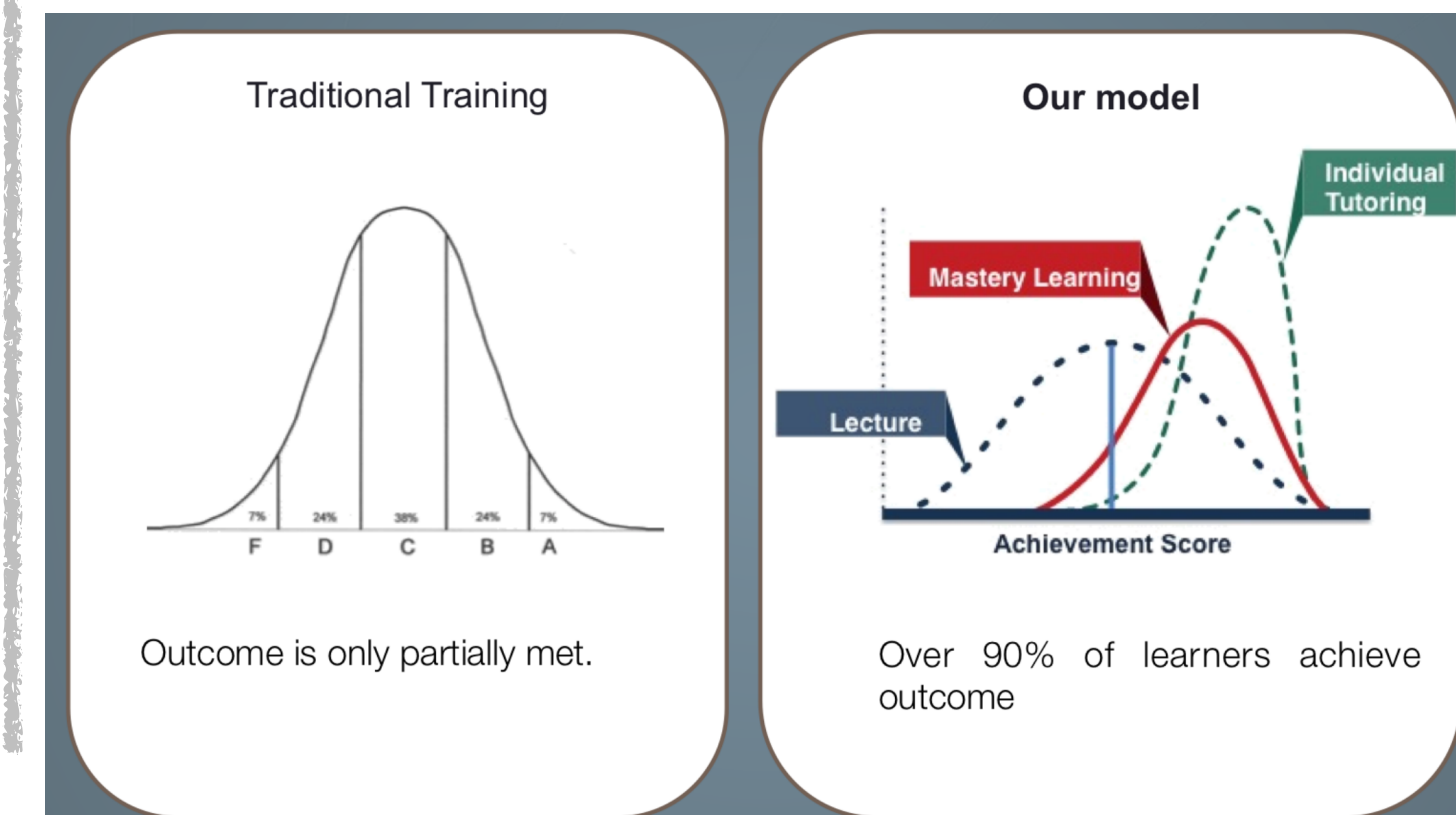 Traditional Training
7% 24% 38% 24% 7%
F D C B A
Outcome is only partially met.
Our model
Individual
Tutoring
Mastery Learning
Lecture
Achievement Score
Over 90% of learners achieve
outcome